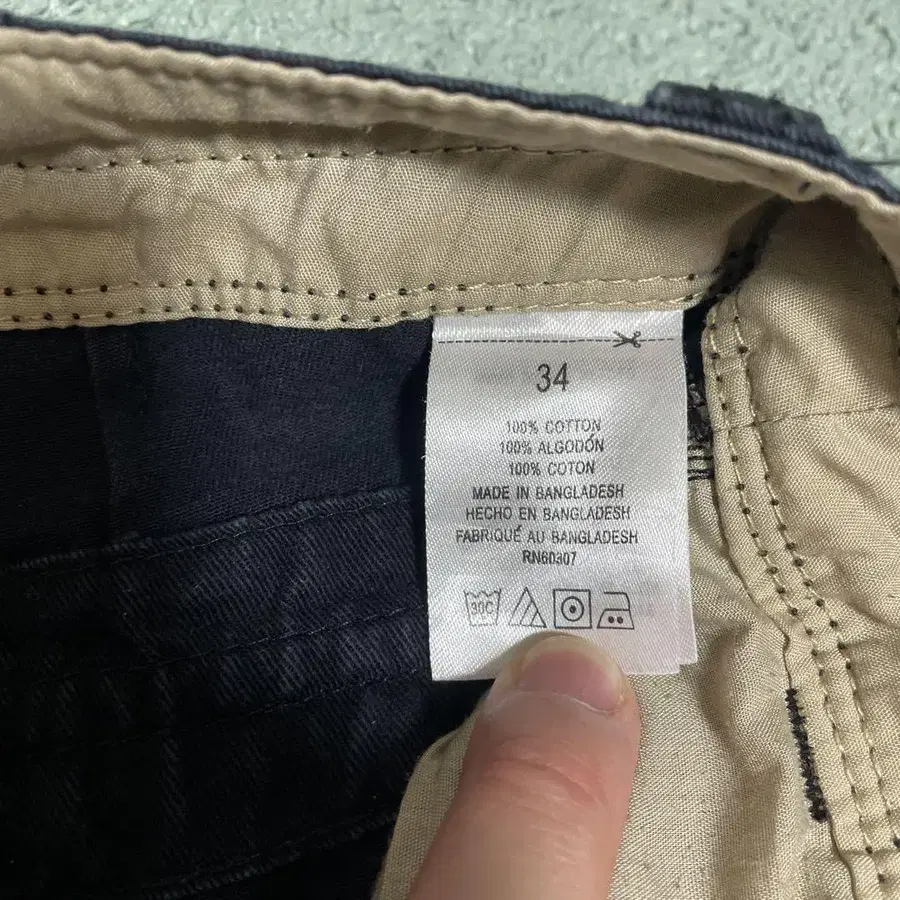 34
100% COTTON
100% ALGODÓN
100% COTON
MADE IN BANGLADESH
HECHO EN BANGLADESH
FABRIQUÉ AU BANGLADESH
RN60307
30C